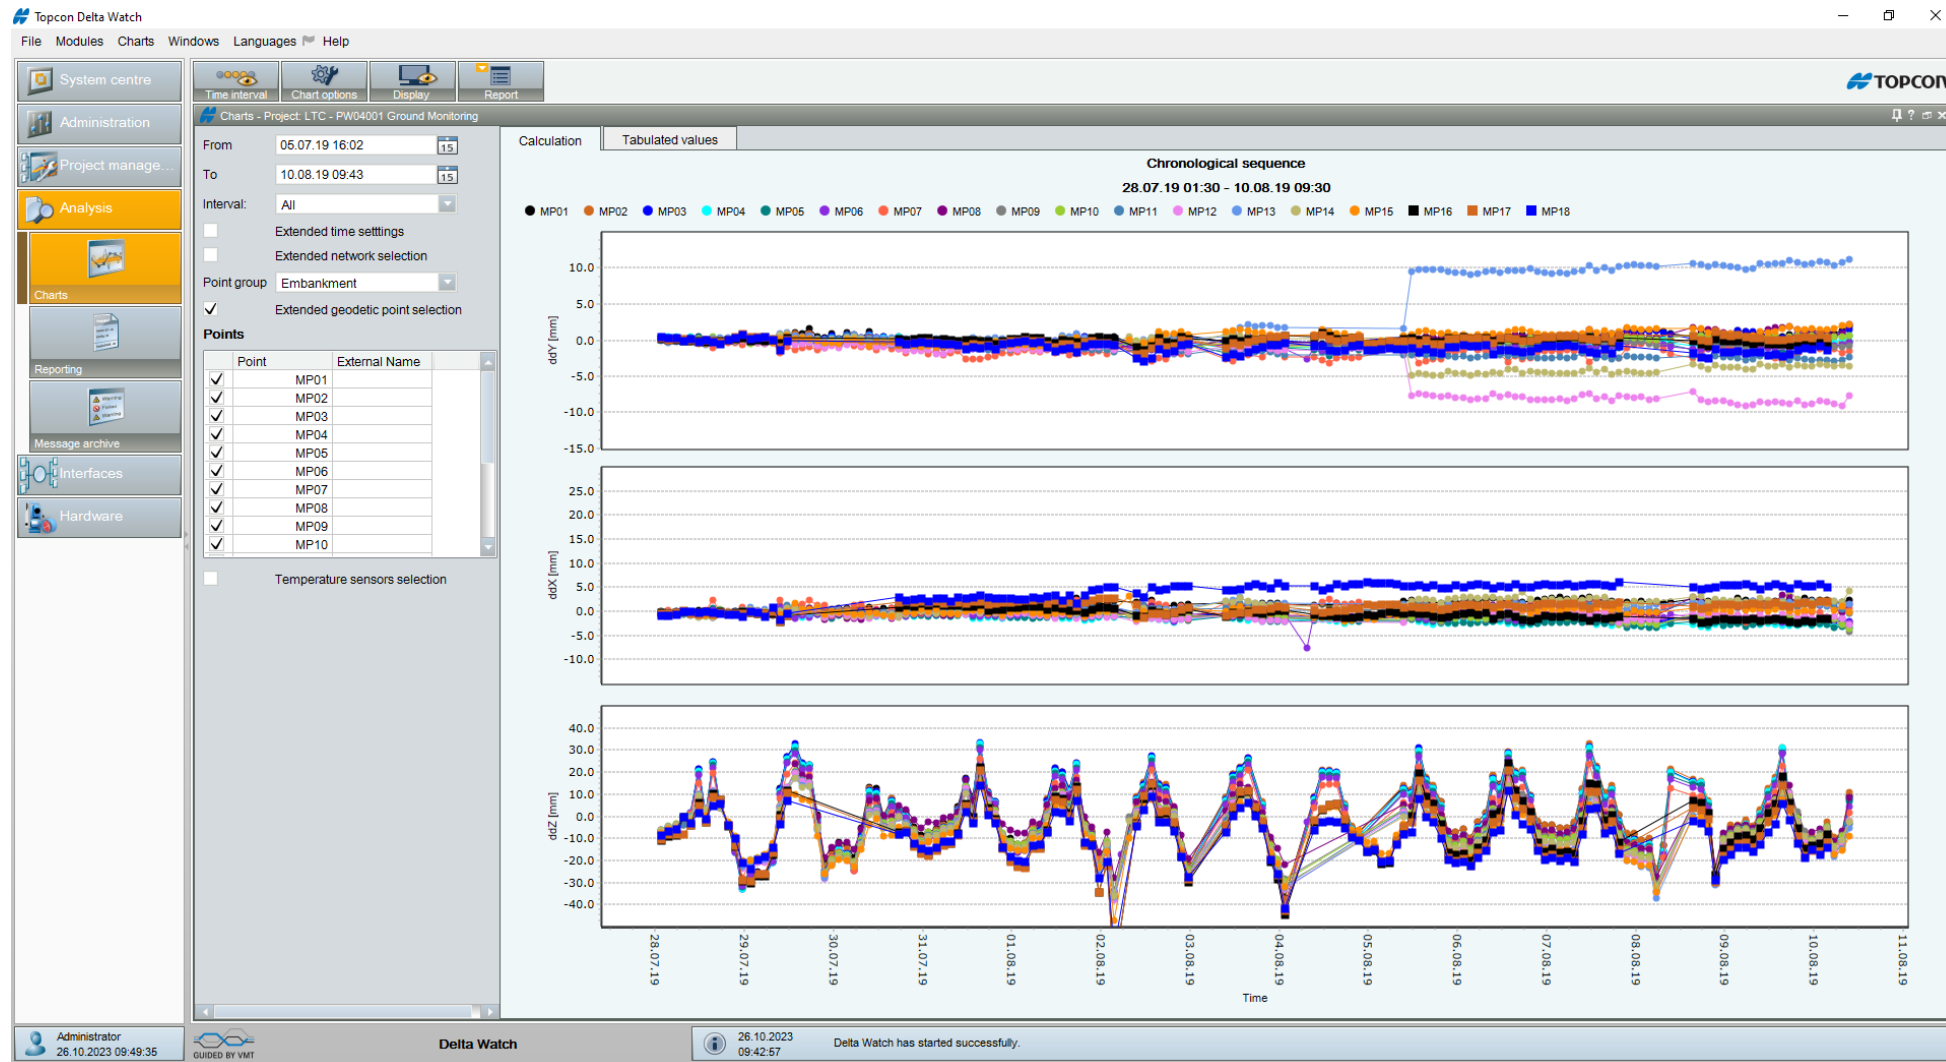 Topcon Delta Watch
File Modules Charts Windows Languages Help
System centre
Administration
Project manage...
Analysis
Charts
Reporting
Message archive
Interfaces
Hardware
Time interval Chart options Display Report
TOPCON
Charts - Project: LTC - PW04001 Ground Monitoring
From 05.07.19 16:02 15
To 10.08.19 09:43 15
Interval: All
Extended time setttings
Extended network selection
Point group Embankment
Extended geodetic point selection
Points
Point External Name
MP01
MP02
MP03
MP04
MP05
MP06
MP07
MP08
MP09
MP10
Temperature sensors selection
Calculation Tabulated values
Chronological sequence
28.07.19 01:30 - 10.08.19 09:30
MP01 MP02 MP03 MP04 MP05 MP06 MP07 MP08 MP09 MP10 MP11 MP12 MP13 MP14 MP15 MP16 MP17 MP18
ddY [mm]
10.0
5.0
0.0
-5.0
-10.0
-15.0
ddX [mm]
25.0
20.0
15.0
10.0
5.0
0.0
-5.0
-10.0
ddZ [mm]
40.0
30.0
20.0
10.0
0.0
-10.0
-20.0
-30.0
-40.0
28.07.19 29.07.19 30.07.19 31.07.19 01.08.19 02.08.19 03.08.19 04.08.19 05.08.19 06.08.19 07.08.19 08.08.19 09.08.19 10.08.19 11.08.19
Time
Administrator
26.10.2023 09:49:35
GUIDED BY VMT
Delta Watch
26.10.2023
09:42:57
Delta Watch has started successfully.